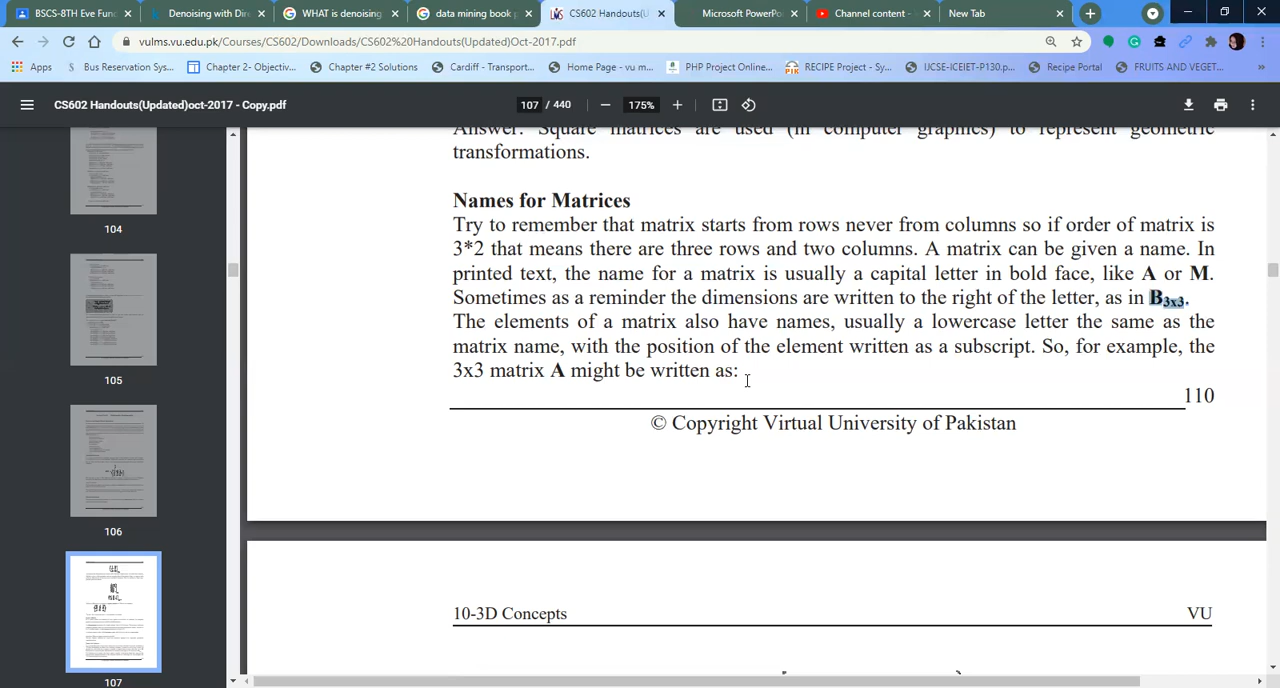 BSCS-8TH Eve Fun
Denoising with Dir
WHAT is denoising
data mining book p
CS602 Handouts(U
Microsoft PowerPo
Channel content -
New Tab
vulms.vu.edu.pk/Courses/CS602/Downloads/CS602%20Handouts(Updated)Oct-2017.pdf
Apps
Bus Reservation Sys...
Chapter 2- Objectiv...
Chapter #2 Solutions
Cardiff - Transport...
Home Page - vu m...
PHP Project Online...
RECIPE Project - Sy...
IJCSE-ICEIET-P130.p...
Recipe Portal
FRUITS AND VEGET...
CS602 Handouts(Updated)oct-2017 - Copy.pdf
107 / 440
175%
104
105
106
107
Answer: Square matrices are used (in computer graphics) to represent geometric
transformations.
Names for Matrices
Try to remember that matrix starts from rows never from columns so if order of matrix is
3*2 that means there are three rows and two columns. A matrix can be given a name. In
printed text, the name for a matrix is usually a capital letter in bold face, like A or M.
Sometimes as a reminder the dimensions are written to the right of the letter, as in B3x3.
The elements of a matrix also have names, usually a lowercase letter the same as the
matrix name, with the position of the element written as a subscript. So, for example, the
3x3 matrix A might be written as:
110
© Copyright Virtual University of Pakistan
10-3D Concepts
VU